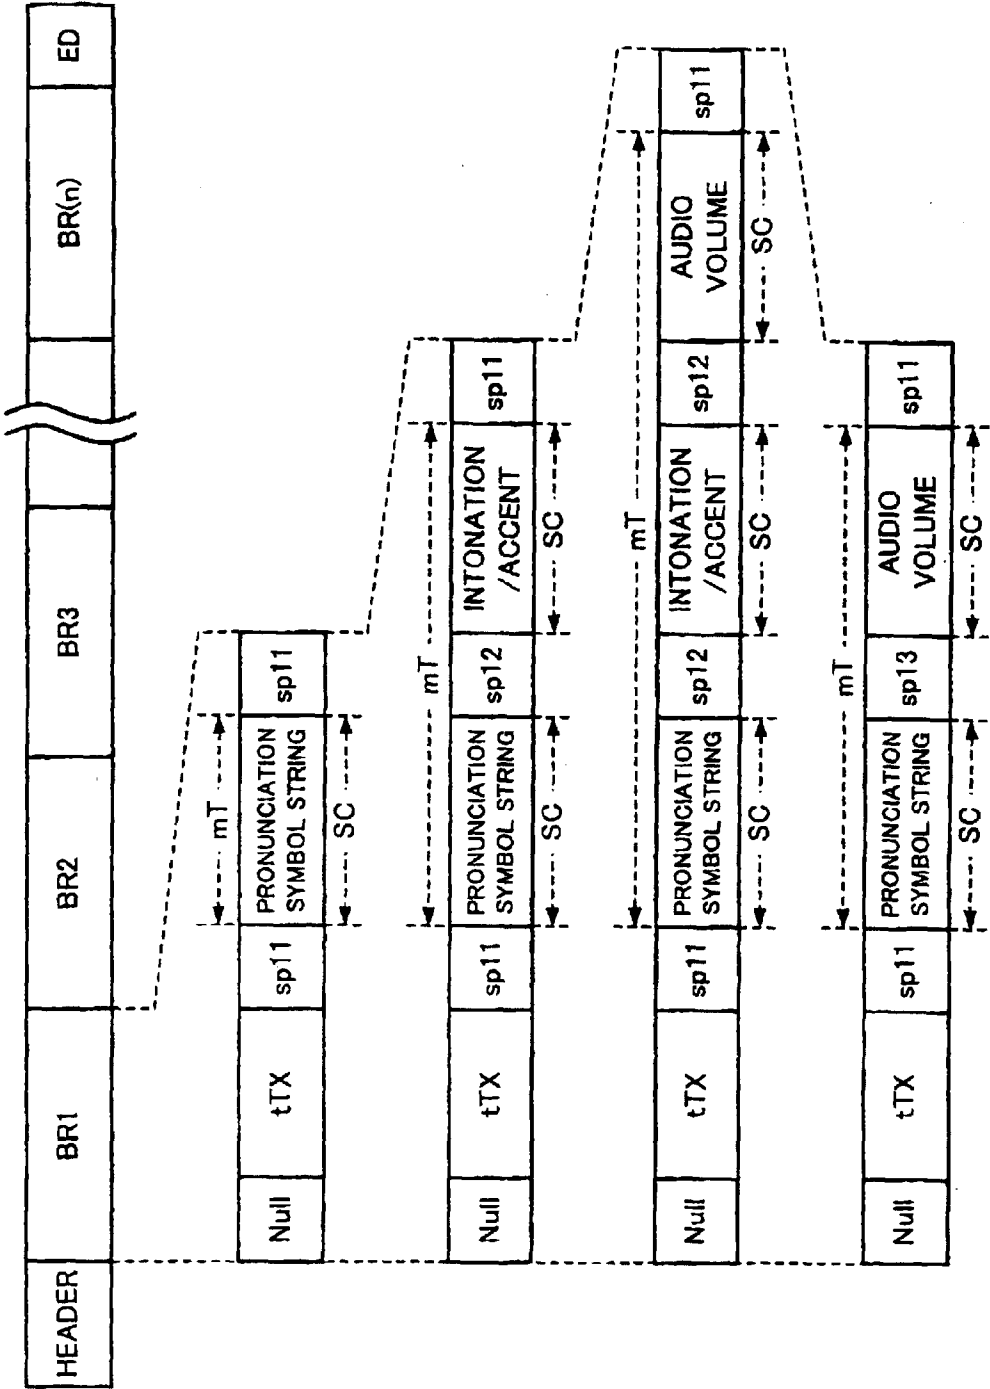 HEADER BR1 BR2 BR3 BR(n) ED
mT
Null tTX sp11 PRONUNCIATION SYMBOL STRING sp11
SC
mT
Null tTX sp11 PRONUNCIATION SYMBOL STRING sp12 INTONATION /ACCENT sp11
SC SC
mT
Null tTX sp11 PRONUNCIATION SYMBOL STRING sp12 INTONATION /ACCENT sp12 AUDIO VOLUME sp11
SC SC SC
mT
Null tTX sp11 PRONUNCIATION SYMBOL STRING sp13 AUDIO VOLUME sp11
SC SC